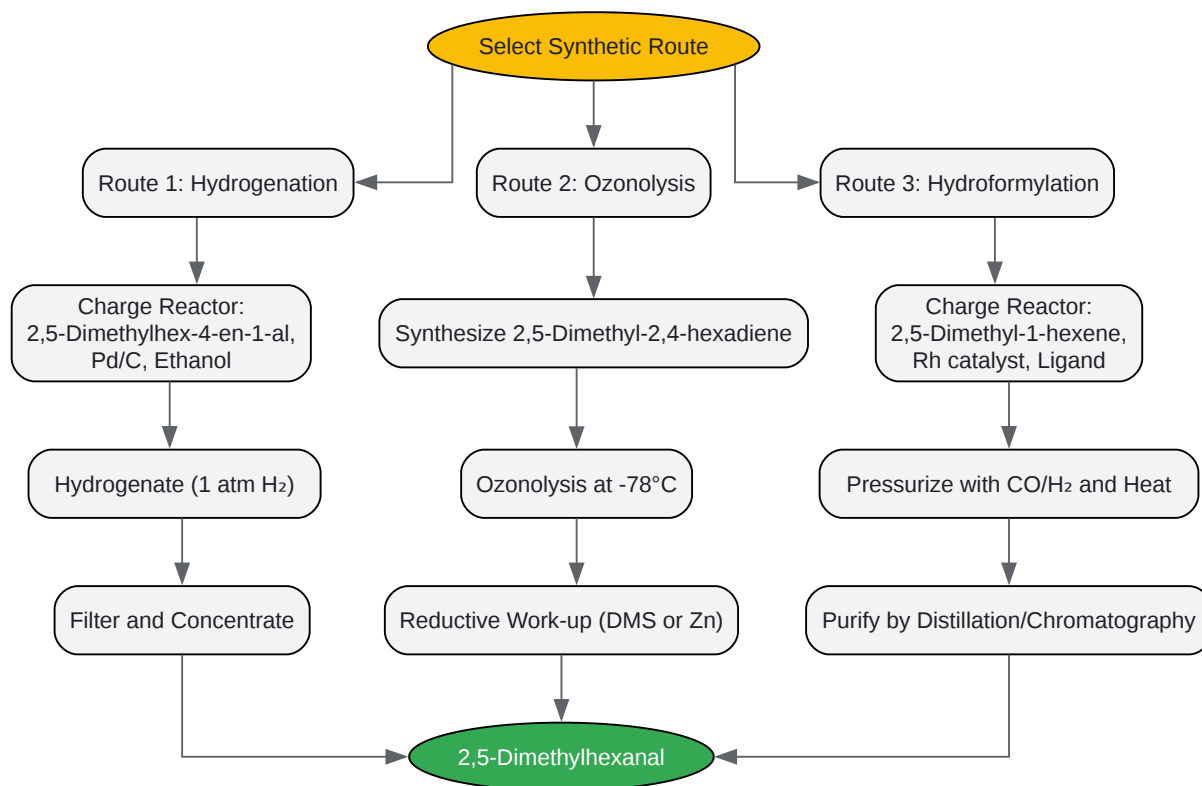 Select Synthetic Route
Route 1: Hydrogenation
Route 2: Ozonolysis
Route 3: Hydroformylation
Charge Reactor:
2,5-Dimethylhex-4-en-1-al,
Pd/C, Ethanol
Synthesize 2,5-Dimethyl-2,4-hexadiene
Charge Reactor:
2,5-Dimethyl-1-hexene,
Rh catalyst, Ligand
Hydrogenate (1 atm H₂)
Ozonolysis at -78°C
Pressurize with CO/H₂ and Heat
Filter and Concentrate
Reductive Work-up (DMS or Zn)
Purify by Distillation/Chromatography
2,5-Dimethylhexanal